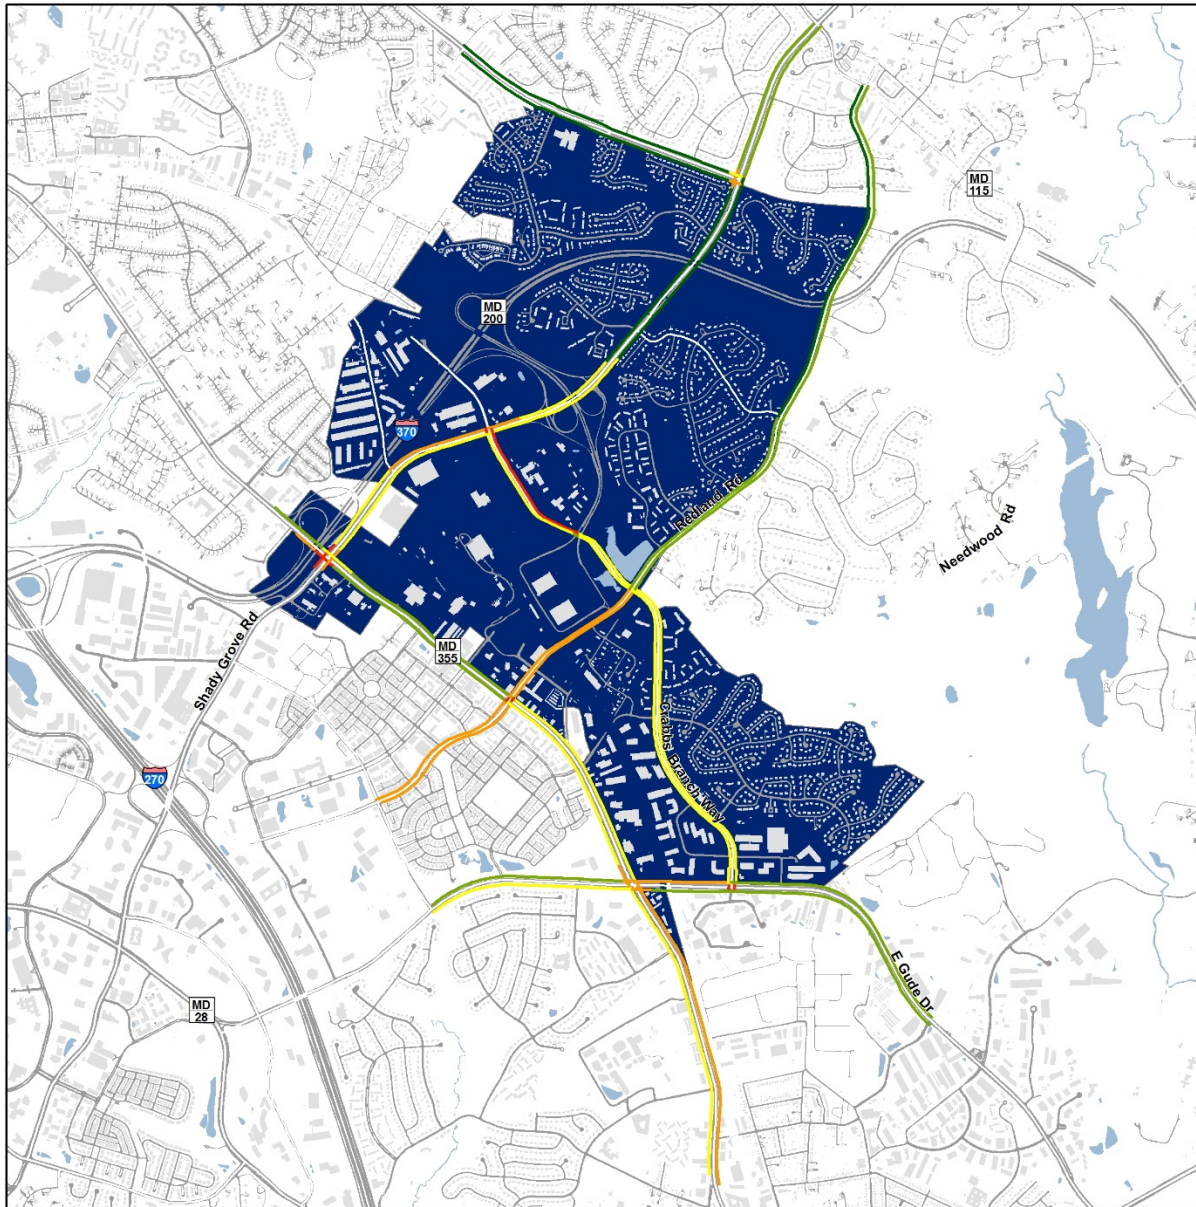 MD
115
MD
200
370
Redland Rd
Needwood Rd
Shady Grove Rd
MD
355
Crabbs Branch Way
270
E Gude Dr
MD
28